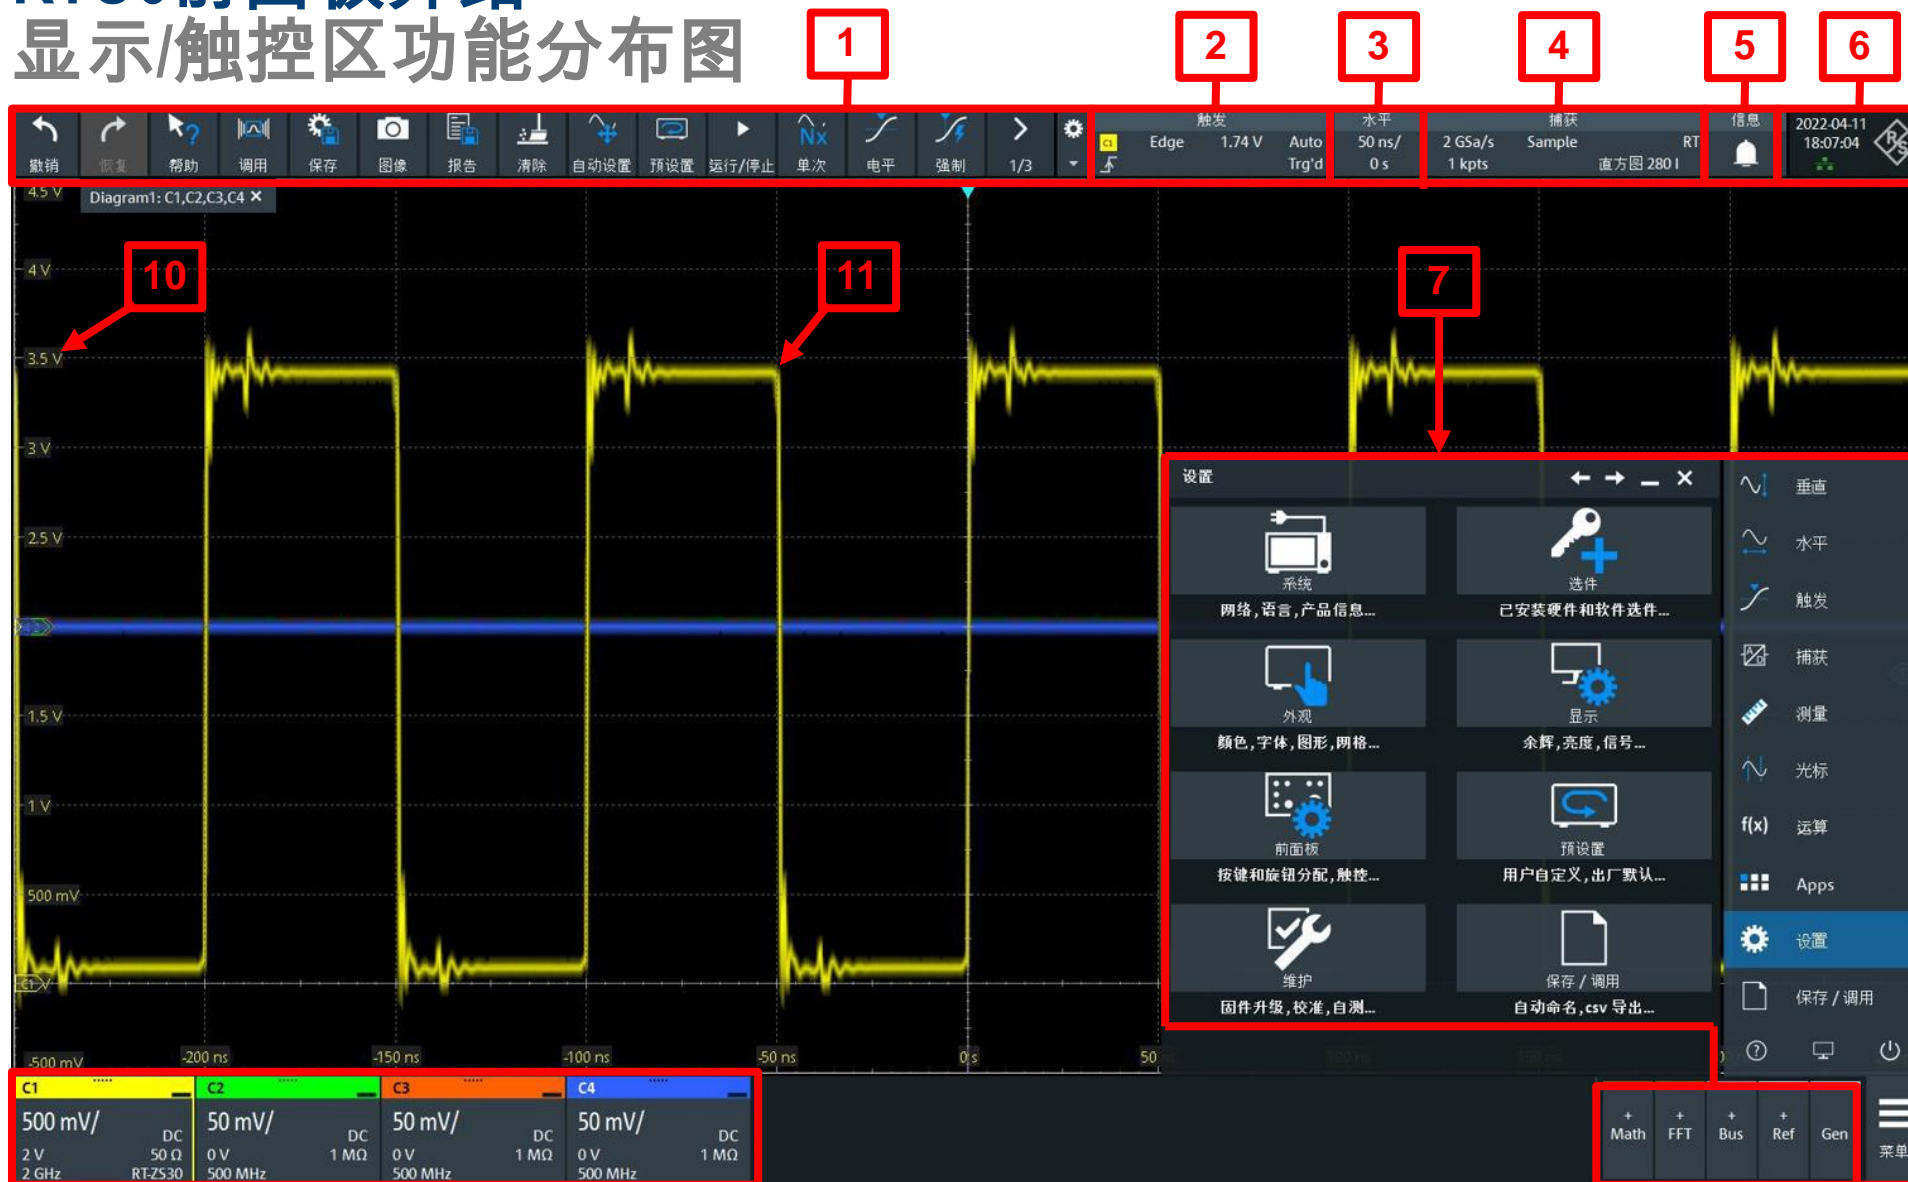 显示/触控区功能分布图
1
2
3
4
5
6
撤销
恢复
帮助
调用
保存
图像
报告
清除
自动设置
预设置
运行/停止
单次
电平
强制
1/3
触发
C1 Edge 1.74 V Auto
Trg'd
水平
50 ns/
0 s
捕获
2 GSa/s Sample RT
1 kpts 直方图 280 I
信息
2022-04-11
18:07:04
Diagram1: C1,C2,C3,C4 ×
4.5 V
4 V
3.5 V
3 V
2.5 V
1.5 V
1 V
500 mV
-500 mV
10
11
7
-200 ns
-150 ns
-100 ns
-50 ns
0 s
50
设置
系统
网络,语言,产品信息...
选件
已安装硬件和软件选件...
外观
颜色,字体,图形,网格...
显示
余辉,亮度,信号...
前面板
按键和旋钮分配,触控...
预设置
用户自定义,出厂默认...
维护
固件升级,校准,自测...
保存 / 调用
自动命名,csv 导出...
垂直
水平
触发
捕获
测量
光标
f(x) 运算
Apps
设置
保存 / 调用
C1
500 mV/
DC
2 V 50 Ω
2 GHz RT-ZS30
C2
50 mV/
DC
0 V 1 MΩ
500 MHz
C3
50 mV/
DC
0 V 1 MΩ
500 MHz
C4
50 mV/
DC
0 V 1 MΩ
500 MHz
+ Math
+ FFT
+ Bus
+ Ref
Gen
菜单